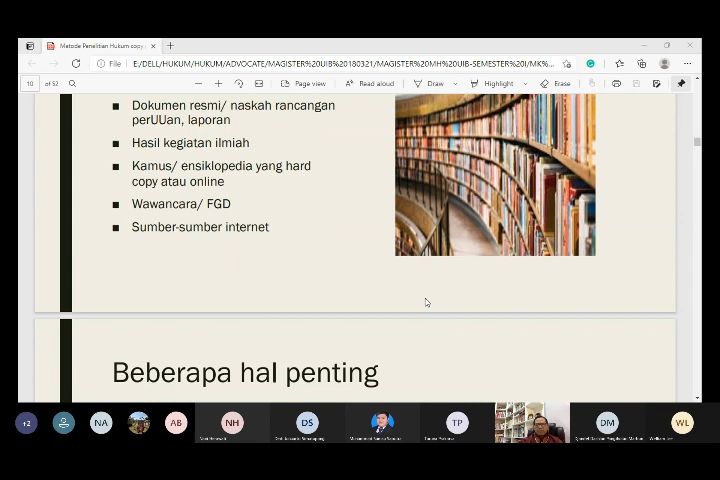 Metode Penelitian Hukum copy.p
File
E:/DELL/HUKUM/HUKUM/ADVOCATE/MAGISTER%20UIB%20180321/MAGISTER%20MH%20UIB-SEMESTER%20I/MK%...
10 of 52
Page view
Read aloud
Draw
Highlight
Erase
Dokumen resmi/ naskah rancangan
perUUan, laporan
Hasil kegiatan ilmiah
Kamus/ ensiklopedia yang hard
copy atau online
Wawancara/ FGD
Sumber-sumber internet
Beberapa hal penting
+2
NA
AB
NH
DS
TP
DM
WL